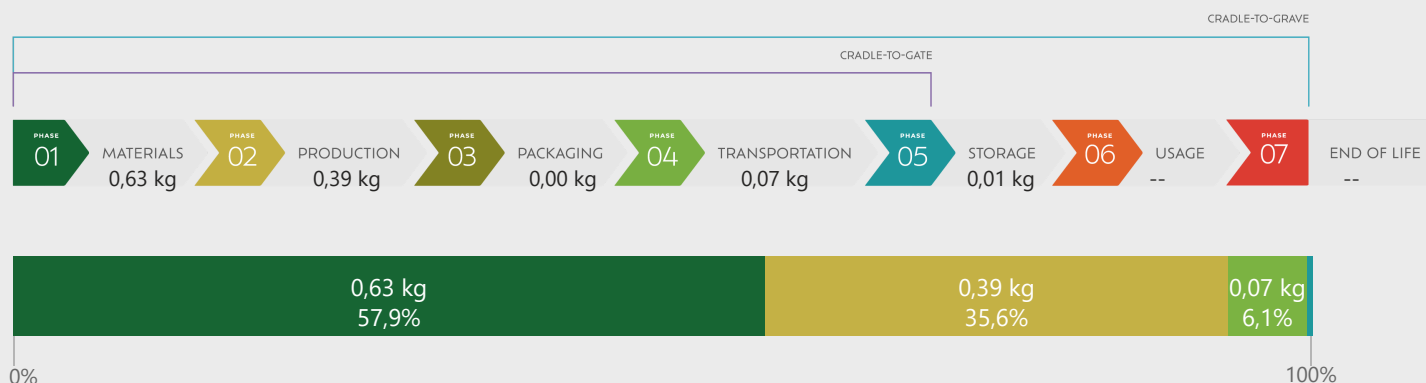 CRADLE-TO-GRAVE
CRADLE-TO-GATE
PHASE
01
MATERIALS
0,63 kg
PHASE
02
PRODUCTION
0,39 kg
PHASE
03
PACKAGING
0,00 kg
PHASE
04
TRANSPORTATION
0,07 kg
PHASE
05
STORAGE
0,01 kg
PHASE
06
USAGE
--
PHASE
07
END OF LIFE
--
0,63 kg
57,9%
0,39 kg
35,6%
0,07 kg
6,1%
0%
100%